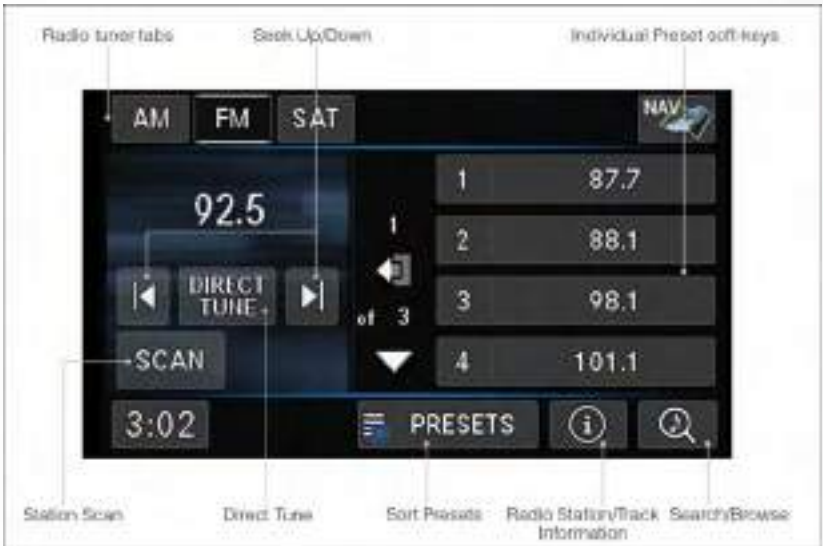 Radio tuner tabs
Seek Up/Down
Individual Preset soft-keys
AM
FM
SAT
NAV
92.5
DIRECT
TUNE
SCAN
1
of 3
1 87.7
2 88.1
3 98.1
4 101.1
3:02
PRESETS
i
Station Scan
Direct Tune
Sort Presets
Radio Station/Track
Information
Search/Browse